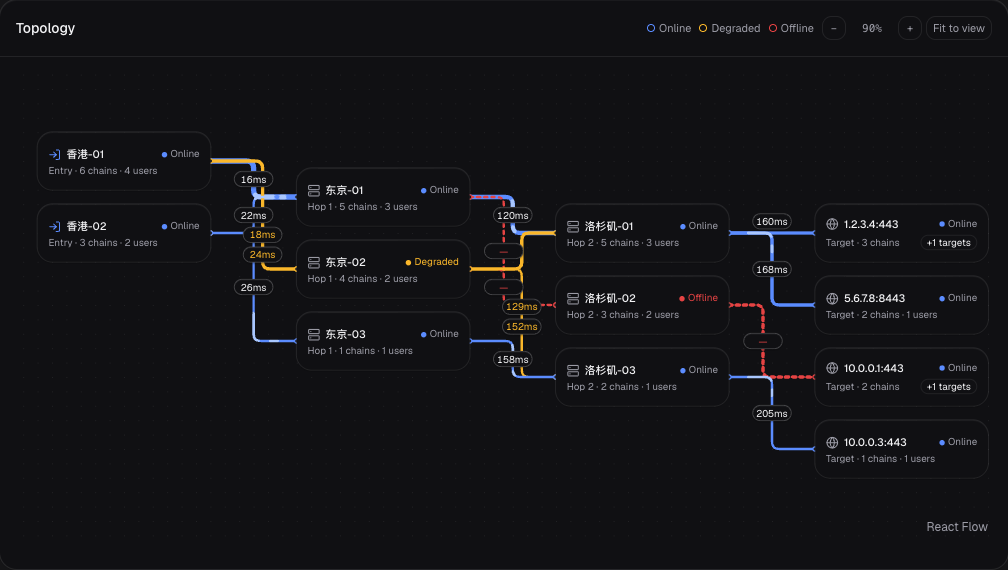 Topology
Online
Degraded
Offline
−
90%
+
Fit to view
香港-01
Online
Entry · 6 chains · 4 users
香港-02
Online
Entry · 3 chains · 2 users
16ms
22ms
18ms
24ms
26ms
东京-01
Online
Hop 1 · 5 chains · 3 users
东京-02
Degraded
Hop 1 · 4 chains · 2 users
东京-03
Online
Hop 1 · 1 chains · 1 users
120ms
—
—
129ms
152ms
158ms
洛杉矶-01
Online
Hop 2 · 5 chains · 3 users
洛杉矶-02
Offline
Hop 2 · 3 chains · 2 users
洛杉矶-03
Online
Hop 2 · 2 chains · 1 users
160ms
168ms
—
205ms
1.2.3.4:443
Online
Target · 3 chains
+1 targets
5.6.7.8:8443
Online
Target · 2 chains · 1 users
10.0.0.1:443
Online
Target · 2 chains
+1 targets
10.0.0.3:443
Online
Target · 1 chains · 1 users
React Flow